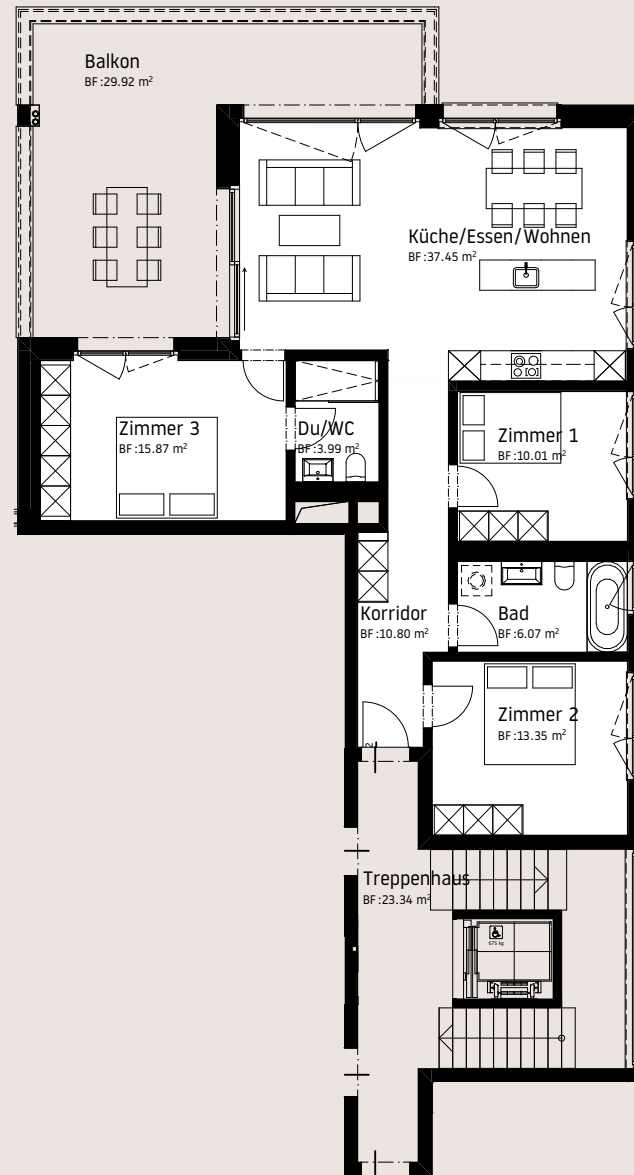 Balkon
BF:29.92 m²
Küche/Essen/Wohnen
BF:37.45 m²
Zimmer 3
BF:15.87 m²
Du/WC
BF:3.99 m²
Zimmer 1
BF:10.01 m²
Korridor
BF:10.80 m²
Bad
BF:6.07 m²
Zimmer 2
BF:13.35 m²
Treppenhaus
BF:23.34 m²
675 kg